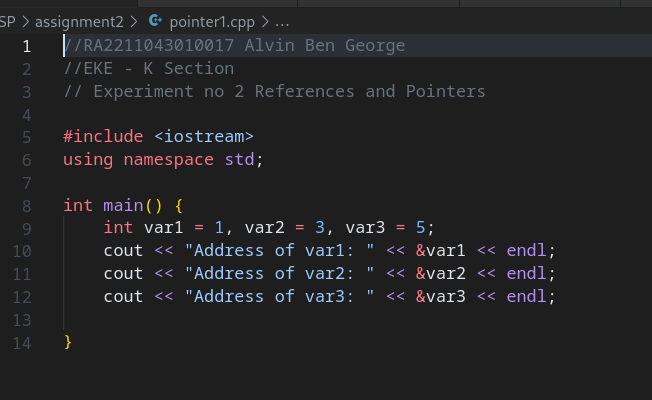 SP > assignment2 > pointer1.cpp > ...
1 //RA2211043010017 Alvin Ben George
2 //EKE - K Section
3 // Experiment no 2 References and Pointers
4
5 #include <iostream>
6 using namespace std;
7
8 int main() {
9     int var1 = 1, var2 = 3, var3 = 5;
10     cout << "Address of var1: " << &var1 << endl;
11     cout << "Address of var2: " << &var2 << endl;
12     cout << "Address of var3: " << &var3 << endl;
13
14 }